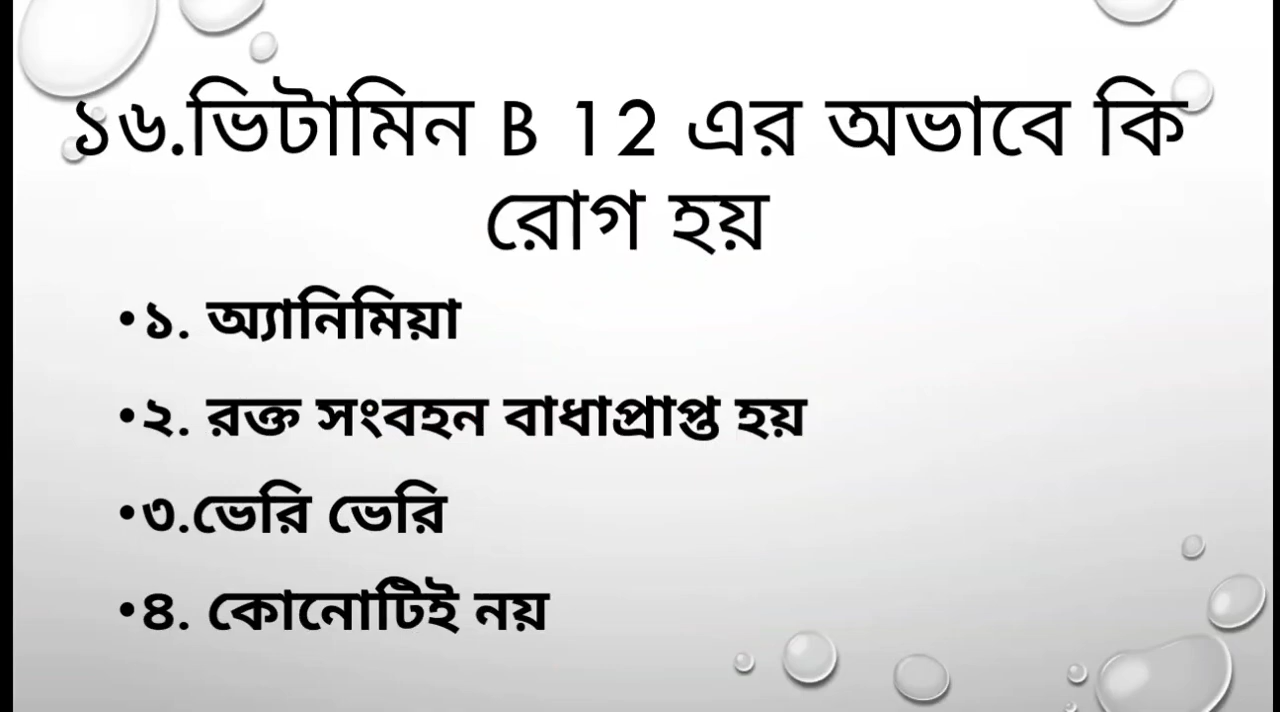 ১৬.ভিটামিন B 12 এর অভাবে কি
রোগ হয়
•১. অ্যানিমিয়া
•২. রক্ত সংবহন বাধাপ্রাপ্ত হয়
•৩.ভেরি ভেরি
•৪. কোনোটিই নয়